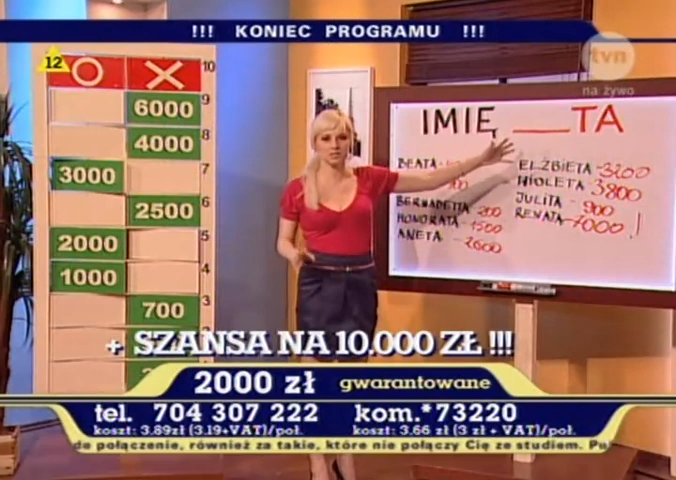 !!! KONIEC PROGRAMU !!!
12
tvn
na żywo
O X 10
6000 9
4000 8
3000 7
2500 6
2000 5
1000 4
700 3
IMIĘ ___TA
BEATA -
ELŻBIETA - 3200
WIOLETA - 3800
BERNADETTA - 200
JULITA - 900
HONORATA - 1500
RENATA - 7000!
ANETA - 2600
+ SZANSA NA 10.000 ZŁ !!!
2000 zł gwarantowane
tel. 704 307 222 kom.*73220
koszt: 3.89zł (3.19+VAT)/poł. koszt: 3.66 zł (3 zł + VAT)/poł.
de połączenie, również za takie, które nie połączy Cię ze studiem.